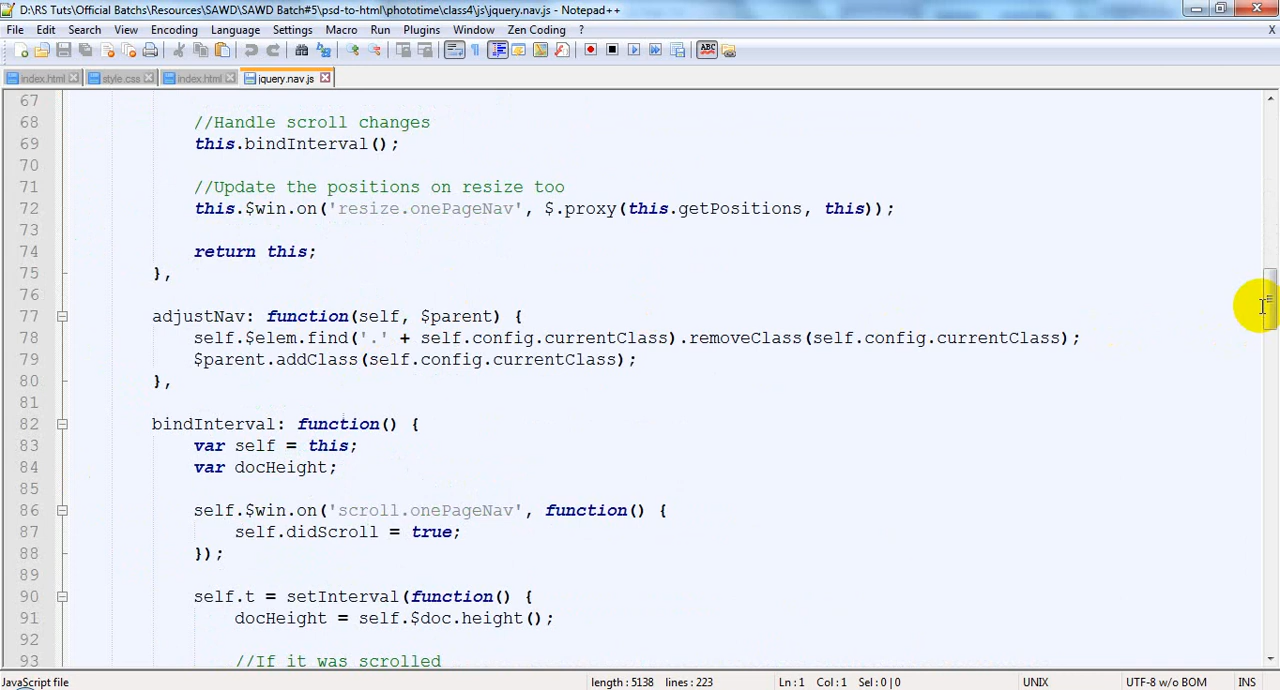 D:\RS Tuts\Official Batchs\Resources\SAWD\SAWD Batch#5\psd-to-html\phototime\class4\js\jquery.nav.js - Notepad++
File Edit Search View Encoding Language Settings Macro Run Plugins Window Zen Coding ? X
ABC
index.html style.css index.html jquery.nav.js
67
68 //Handle scroll changes
69 this.bindInterval();
70
71 //Update the positions on resize too
72 this.$win.on('resize.onePageNav', $.proxy(this.getPositions, this));
73
74 return this;
75 },
76
77 adjustNav: function(self, $parent) {
78 self.$elem.find('.' + self.config.currentClass).removeClass(self.config.currentClass);
79 $parent.addClass(self.config.currentClass);
80 },
81
82 bindInterval: function() {
83 var self = this;
84 var docHeight;
85
86 self.$win.on('scroll.onePageNav', function() {
87 self.didScroll = true;
88 });
89
90 self.t = setInterval(function() {
91 docHeight = self.$doc.height();
92
93 //If it was scrolled
JavaScript file length : 5138 lines : 223 Ln : 1 Col : 1 Sel : 0 | 0 UNIX UTF-8 w/o BOM INS